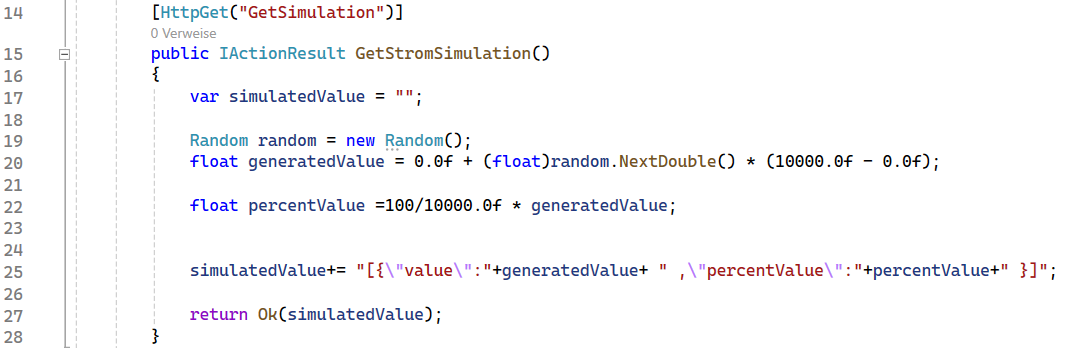 14 [HttpGet("GetSimulation")]
0 Verweise
15 public IActionResult GetStromSimulation()
16 {
17 var simulatedValue = "";
18
19 Random random = new Random();
20 float generatedValue = 0.0f + (float)random.NextDouble() * (10000.0f - 0.0f);
21
22 float percentValue =100/10000.0f * generatedValue;
23
24
25 simulatedValue+= "[{\"value\":"+generatedValue+ " ,\"percentValue\":"+percentValue+" }]";
26
27 return Ok(simulatedValue);
28 }